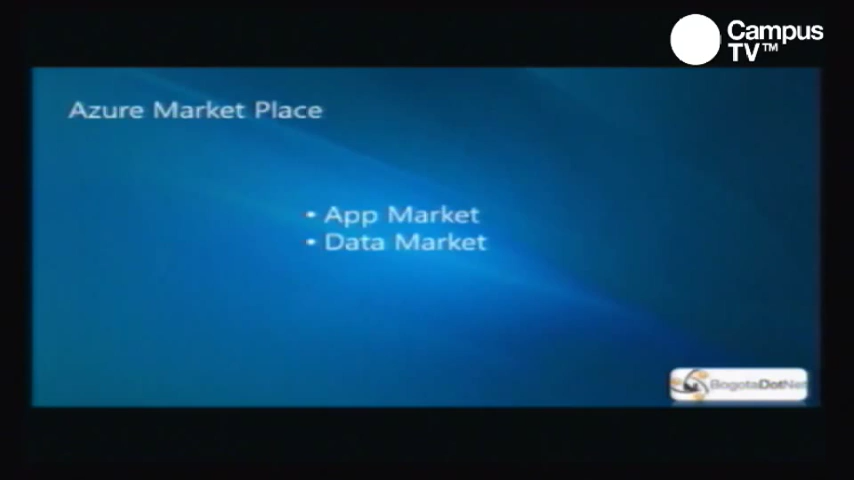 Campus
TV™
Azure Market Place
• App Market
• Data Market
BogotaDotNet